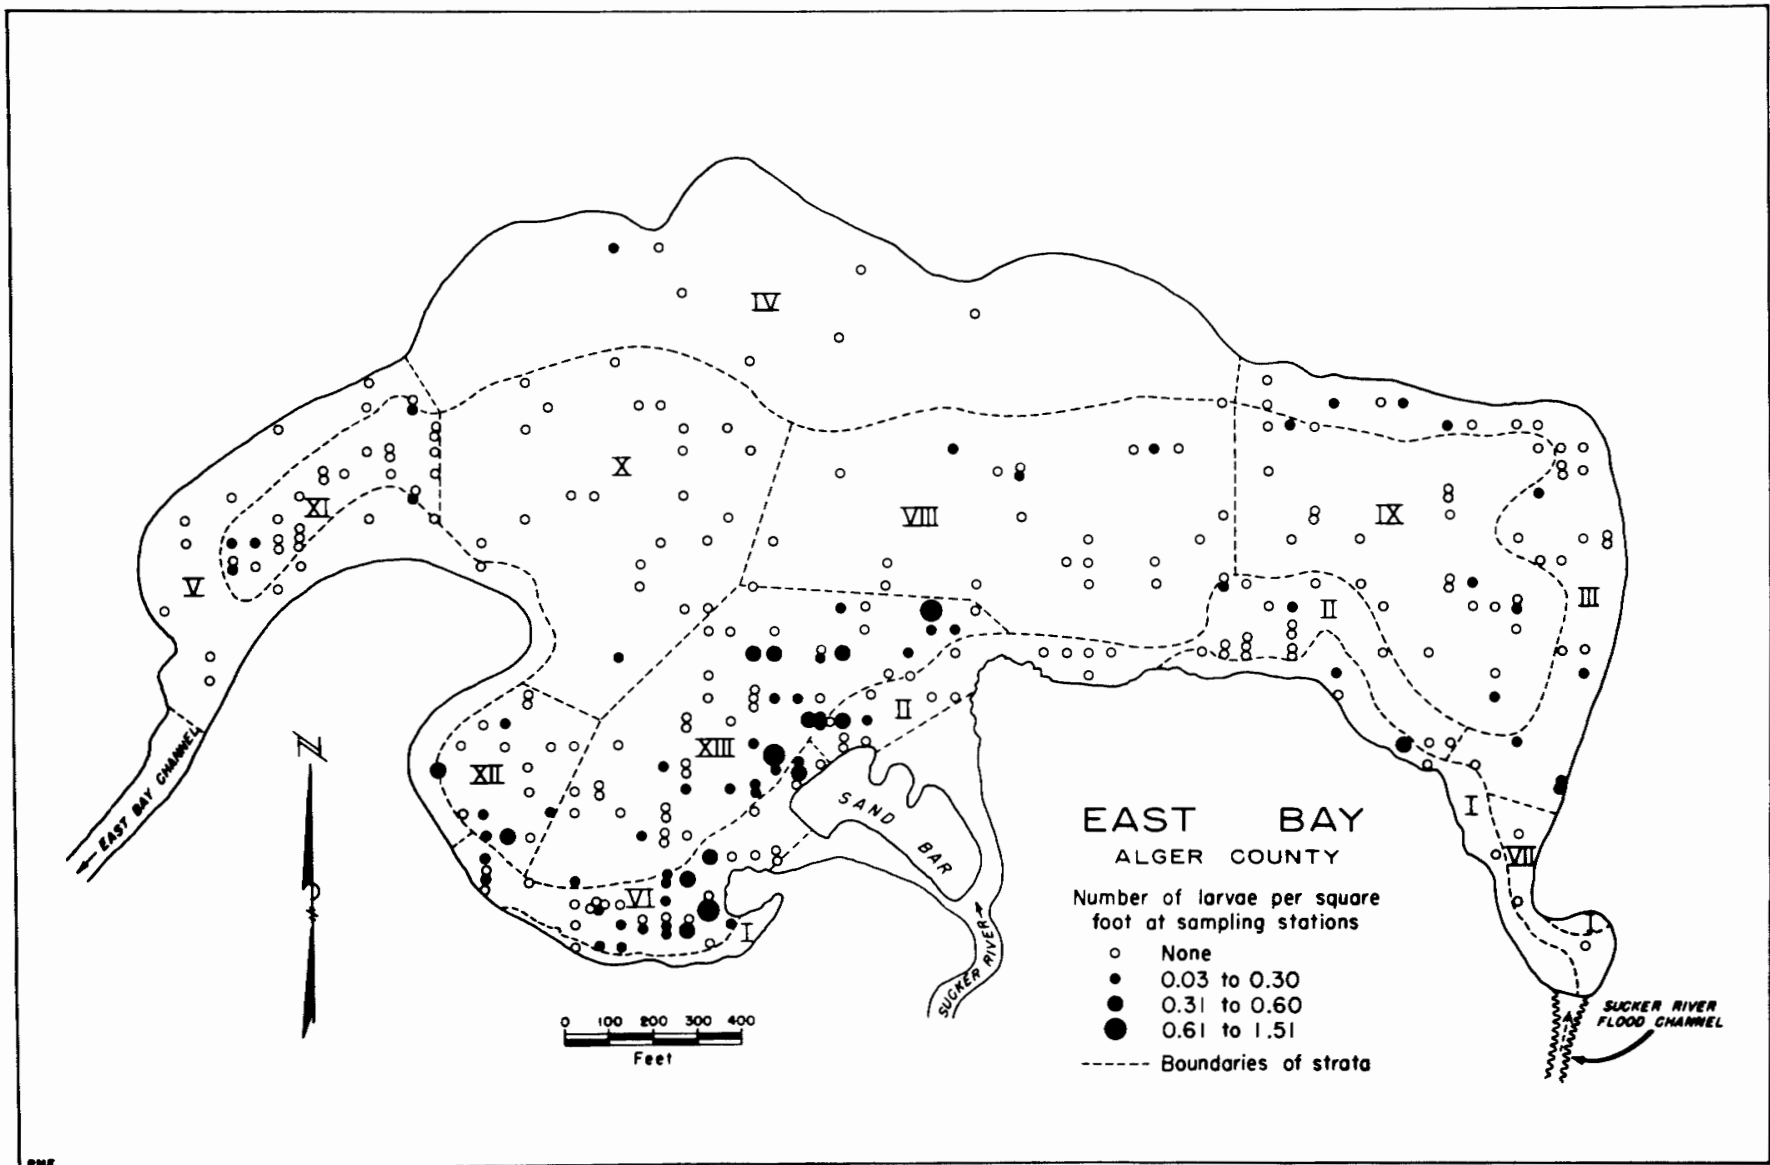 IV
X
XI
VIII
IX
V
II
III
II
XIII
XII
I
VII
VI
I
I
EAST BAY CHANNEL
N
SAND BAR
SUCKER RIVER
SUCKER RIVER
FLOOD CHANNEL
EAST BAY
ALGER COUNTY
Number of larvae per square
foot at sampling stations
None
0.03 to 0.30
0.31 to 0.60
0.61 to 1.51
Boundaries of strata
0 100 200 300 400
Feet